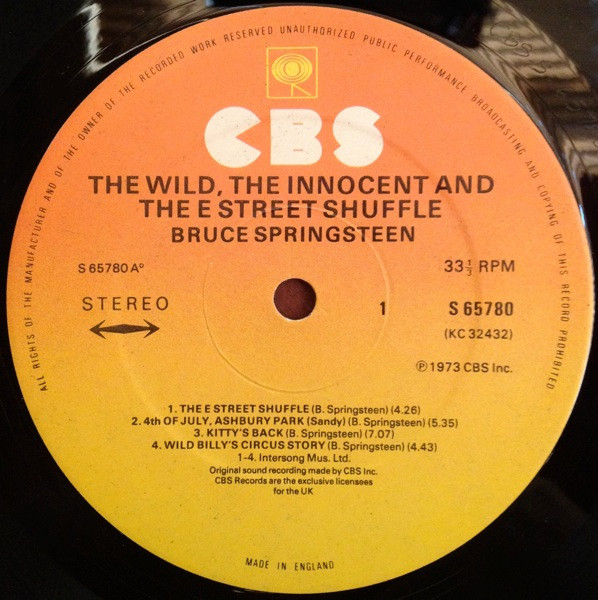 ALL RIGHTS OF THE MANUFACTURER AND OF THE OWNER OF THE RECORDED WORK RESERVED UNAUTHORIZED PUBLIC PERFORMANCE BROADCASTING AND COPYING OF THIS RECORD PROHIBITED
CBS
THE WILD, THE INNOCENT AND
THE E STREET SHUFFLE
BRUCE SPRINGSTEEN
S 65780 Aº
33⅓ RPM
STEREO
1
S 65780
(KC 32432)
℗ 1973 CBS Inc.
1. THE E STREET SHUFFLE (B. Springsteen) (4.26)
2. 4th OF JULY, ASHBURY PARK (Sandy) (B. Springsteen) (5.35)
3. KITTY'S BACK (B. Springsteen) (7.07)
4. WILD BILLY'S CIRCUS STORY (B. Springsteen) (4.43)
1-4. Intersong Mus. Ltd.
Original sound recording made by CBS Inc.
CBS Records are the exclusive licensees
for the UK
MADE IN ENGLAND